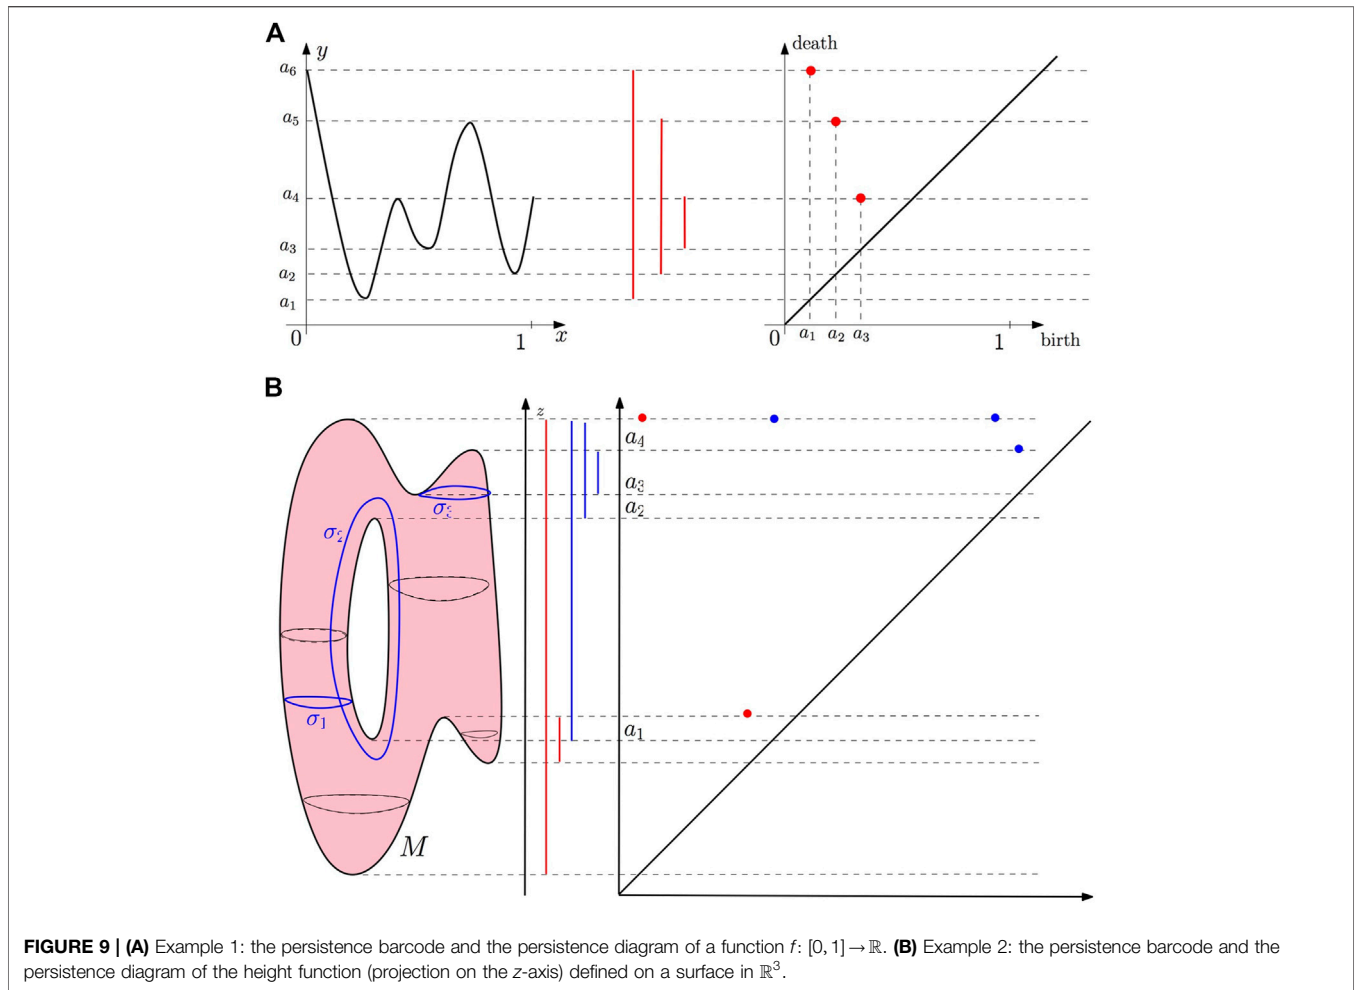 A
y
death
a₆
a₅
a₄
a₃
a₂
a₁
0
1
x
0
a₁ a₂ a₃
1
birth
B
z
a₄
a₃
a₂
σ₃
σ₂
σ₁
a₁
M
FIGURE 9 | (A) Example 1: the persistence barcode and the persistence diagram of a function f: [0, 1]→ℝ. (B) Example 2: the persistence barcode and the
persistence diagram of the height function (projection on the z-axis) defined on a surface in ℝ³.